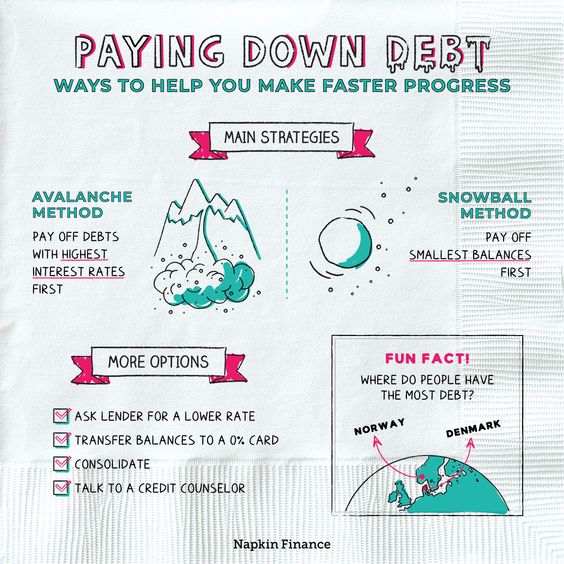 PAYING DOWN DEBT
WAYS TO HELP YOU MAKE FASTER PROGRESS
MAIN STRATEGIES
AVALANCHE
METHOD
PAY OFF DEBTS
WITH HIGHEST
INTEREST RATES
FIRST
SNOWBALL
METHOD
PAY OFF
SMALLEST BALANCES
FIRST
MORE OPTIONS
ASK LENDER FOR A LOWER RATE
TRANSFER BALANCES TO A 0% CARD
CONSOLIDATE
TALK TO A CREDIT COUNSELOR
FUN FACT!
WHERE DO PEOPLE HAVE
THE MOST DEBT?
NORWAY
DENMARK
Napkin Finance